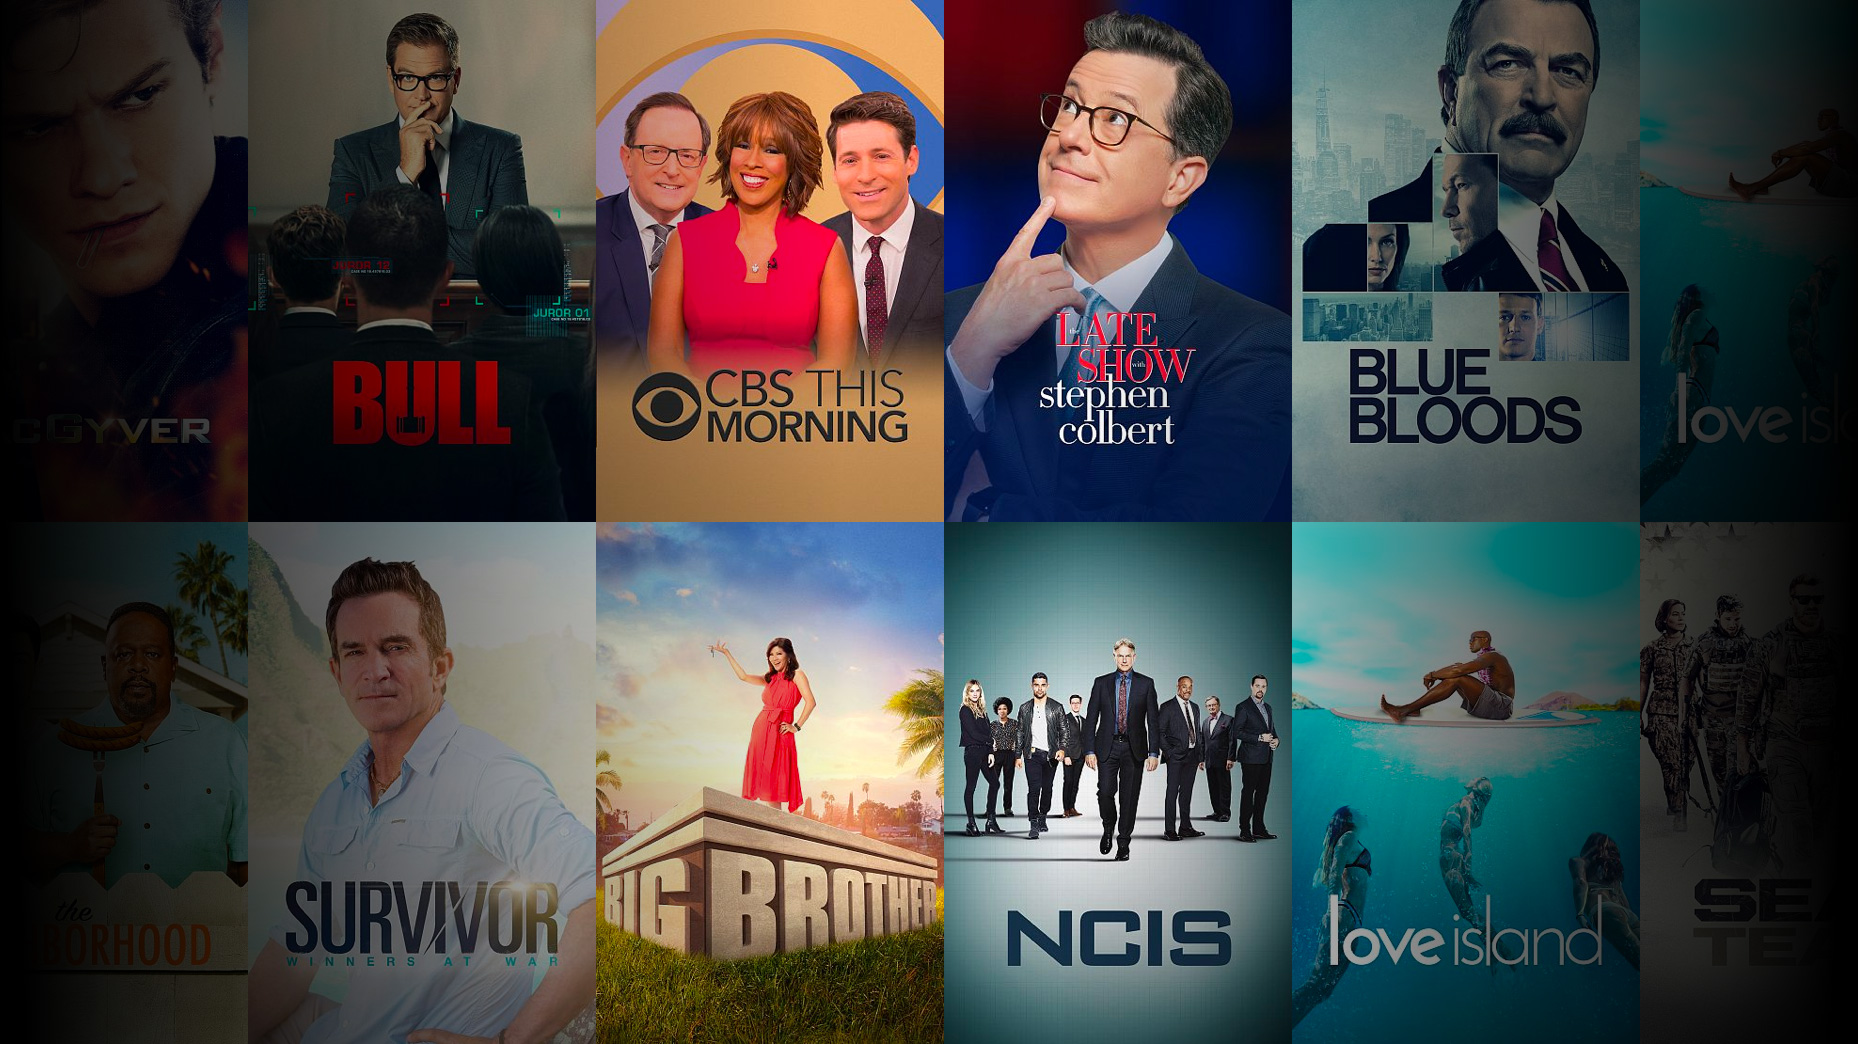 cGYVER
JUROR 12
JUROR 01
BULL
CBS THIS
MORNING
the
LATE
SHOW
with
stephen
colbert
BLUE
BLOODS
love isl
the
BORHOOD
SURVIVOR
WINNERS AT WAR
BIG BROTHER
NCIS
love island
SEA
TEA